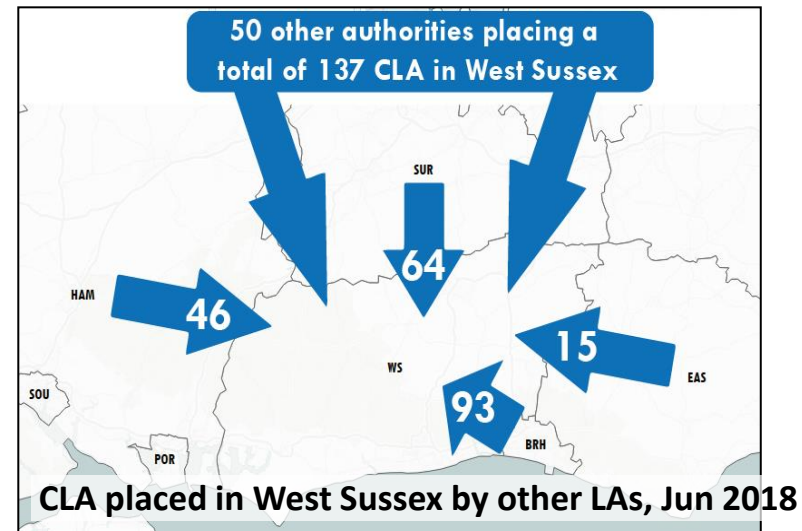 50 other authorities placing a
total of 137 CLA in West Sussex
SUR
64
HAM
46
WS
15
EAS
SOU
93
BRH
POR
CLA placed in West Sussex by other LAs, Jun 2018